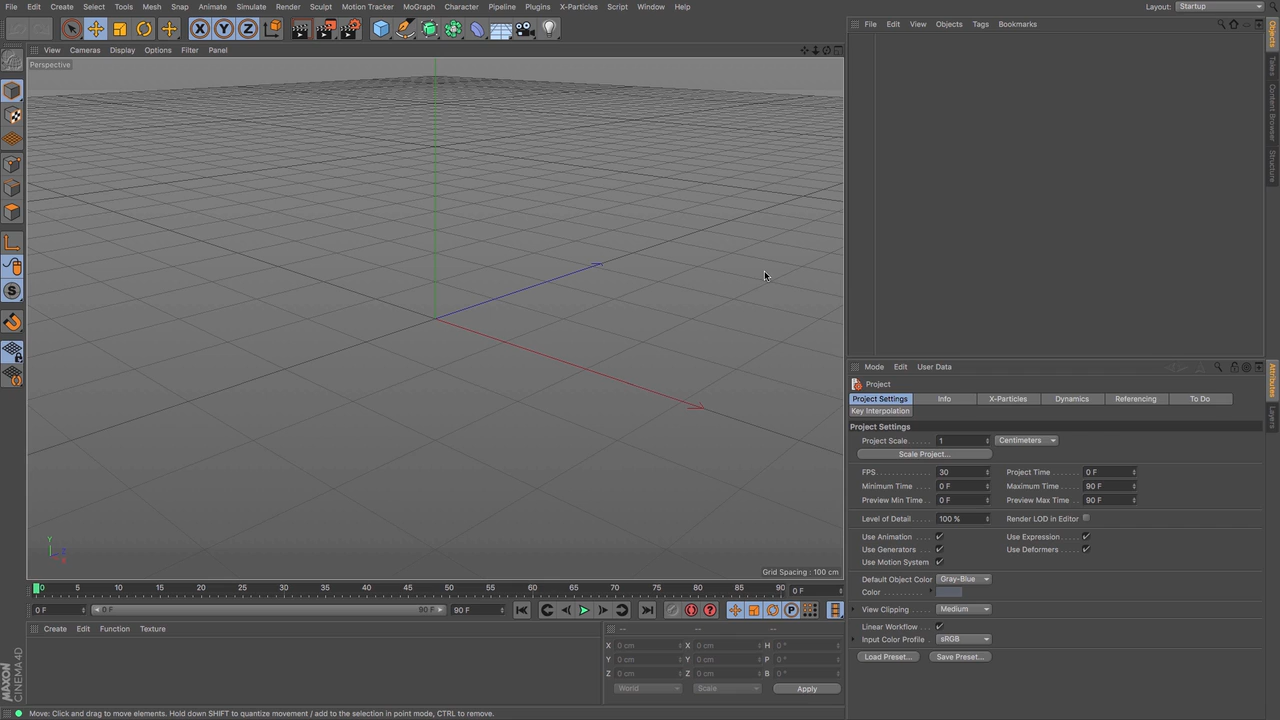 File Edit Create Select Tools Mesh Snap Animate Simulate Render Sculpt Motion Tracker MoGraph Character Pipeline Plugins X-Particles Script Window Help Layout: Startup
File Edit View Objects Tags Bookmarks
View Cameras Display Options Filter Panel
Perspective
Objects
Takes
Content Browser
Structure
Y
Z
X
Grid Spacing : 100 cm
Mode Edit User Data
Attributes
Layers
Project
Project Settings Info X-Particles Dynamics Referencing To Do
Key Interpolation
Project Settings
Project Scale 1 Centimeters
Scale Project...
FPS 30 Project Time 0 F
Minimum Time 0 F Maximum Time 90 F
Preview Min Time 0 F Preview Max Time 90 F
Level of Detail 100 % Render LOD in Editor
Use Animation Use Expression
Use Generators Use Deformers
Use Motion System
Default Object Color Gray-Blue
Color
View Clipping Medium
Linear Workflow
Input Color Profile sRGB
Load Preset... Save Preset...
0 5 10 15 20 25 30 35 40 45 50 55 60 65 70 75 80 85 90 0 F
0 F 0 F 90 F 90 F
Create Edit Function Texture
-- -- --
X 0 cm X 0 cm H 0 °
Y 0 cm Y 0 cm P 0 °
Z 0 cm Z 0 cm B 0 °
World Scale Apply
MAXON
CINEMA 4D
Move: Click and drag to move elements. Hold down SHIFT to quantize movement / add to the selection in point mode, CTRL to remove.